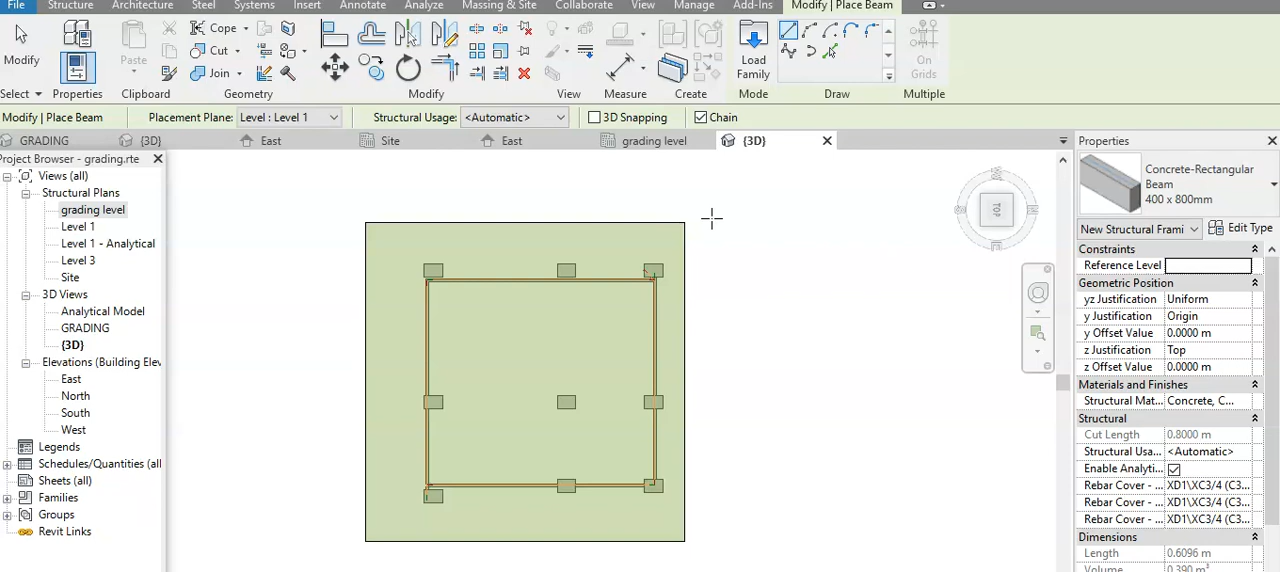 File Structure Architecture Steel Systems Insert Annotate Analyze Massing & Site Collaborate View Manage Add-Ins Modify | Place Beam
Modify Properties Paste Cope Cut Join Load Family On Grids
Select Properties Clipboard Geometry Modify View Measure Create Mode Draw Multiple
Modify | Place Beam Placement Plane: Level : Level 1 Structural Usage: <Automatic> 3D Snapping Chain
GRADING {3D} East Site East grading level {3D}
Project Browser - grading.rte
Views (all)
Structural Plans
grading level
Level 1
Level 1 - Analytical
Level 3
Site
3D Views
Analytical Model
GRADING
{3D}
Elevations (Building Elev
East
North
South
West
Legends
Schedules/Quantities (all
Sheets (all)
Families
Groups
Revit Links
TOP
Properties
Concrete-Rectangular
Beam
400 x 800mm
New Structural Frami Edit Type
Constraints
Reference Level
Geometric Position
yz Justification Uniform
y Justification Origin
y Offset Value 0.0000 m
z Justification Top
z Offset Value 0.0000 m
Materials and Finishes
Structural Mat... Concrete, C...
Structural
Cut Length 0.8000 m
Structural Usa... <Automatic>
Enable Analyti...
Rebar Cover - ... XD1\XC3/4 (C3...
Rebar Cover - ... XD1\XC3/4 (C3...
Rebar Cover - ... XD1\XC3/4 (C3...
Dimensions
Length 0.6096 m
Volume 0.390 m³